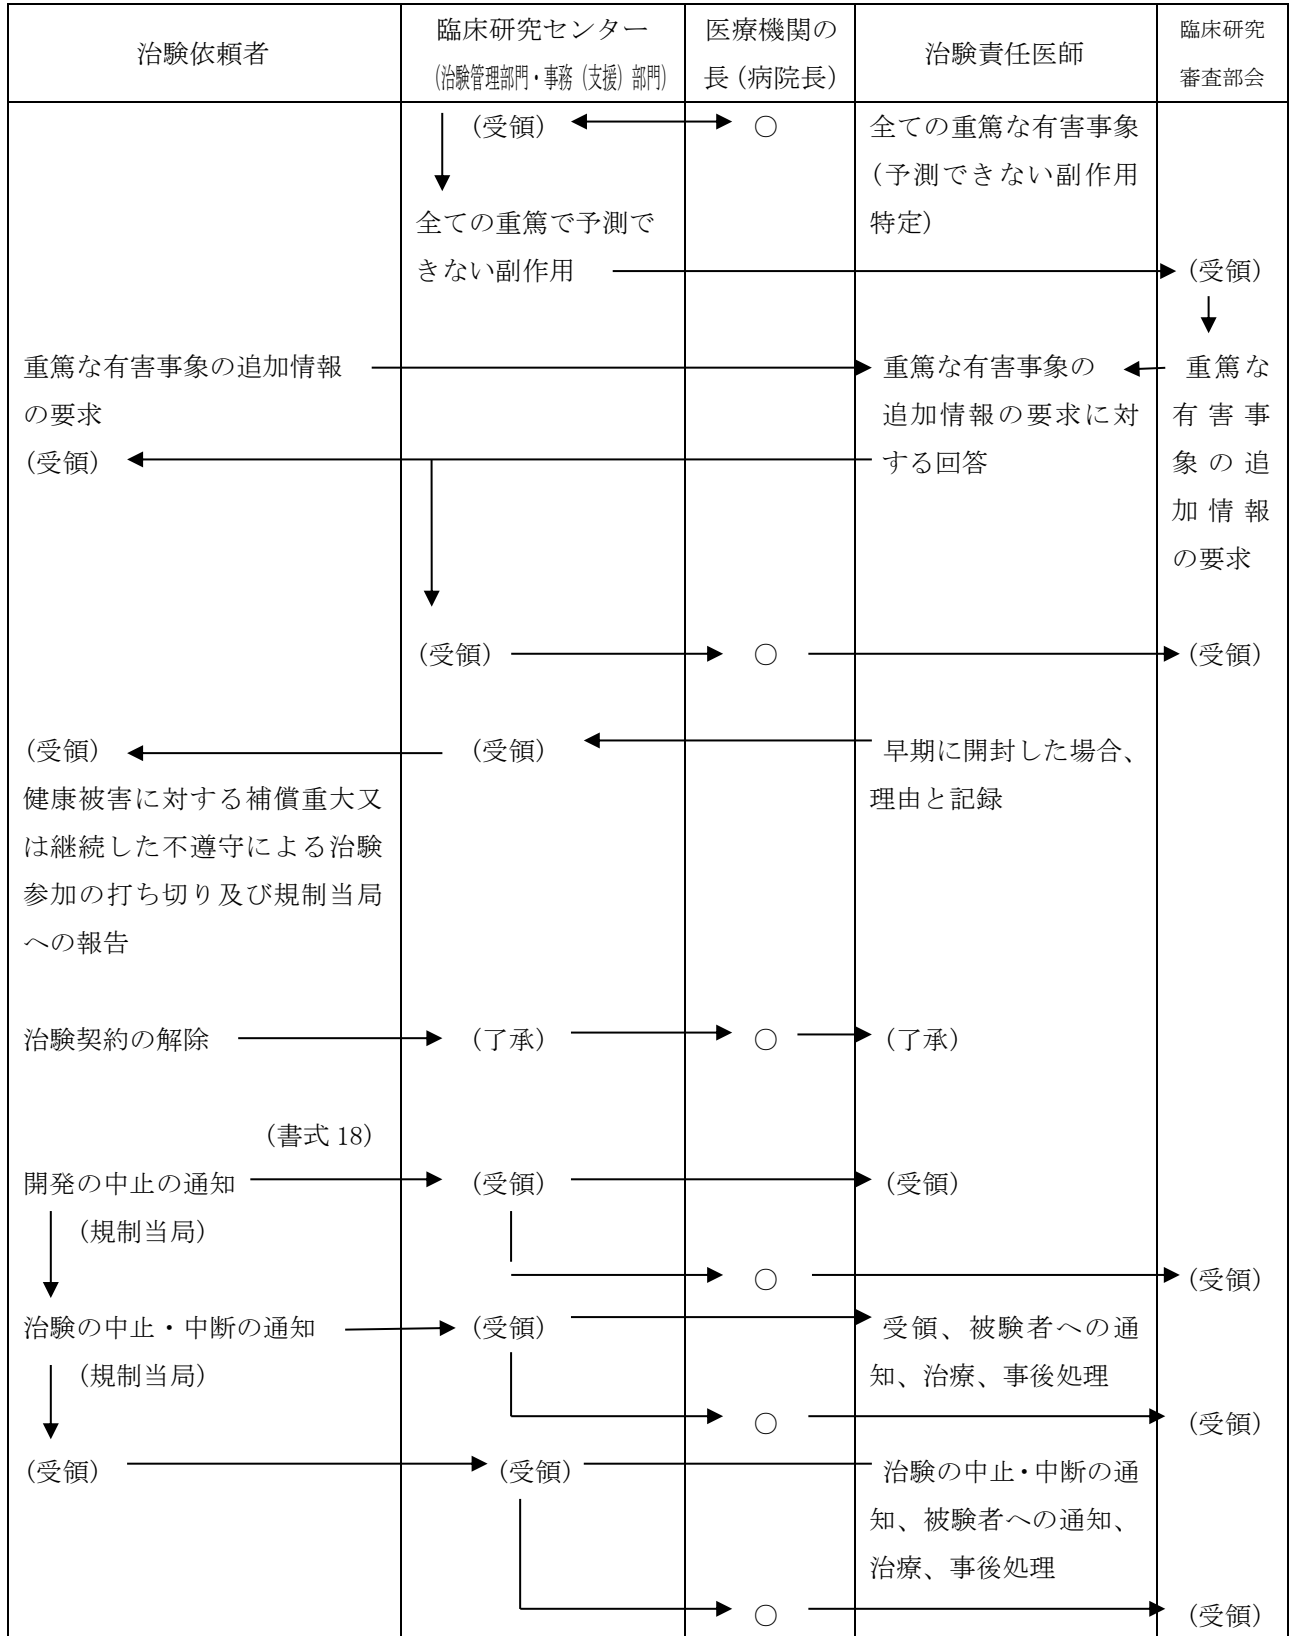 治験依頼者
臨床研究センター
(治験管理部門・事務(支援)部門)
医療機関の
長(病院長)
治験責任医師
臨床研究
審査部会
(受領)
○
全ての重篤な有害事象
(予測できない副作用
特定)
全ての重篤で予測で
きない副作用
(受領)
重篤な有害事象の追加情報
の要求
重篤な有害事象の
追加情報の要求に対
する回答
重篤な
有害事
象の追
加情報
の要求
(受領)
(受領)
○
(受領)
(受領)
(受領)
早期に開封した場合、
理由と記録
健康被害に対する補償重大又
は継続した不遵守による治験
参加の打ち切り及び規制当局
への報告
治験契約の解除
(了承)
○
(了承)
(書式 18)
開発の中止の通知
(受領)
(受領)
(規制当局)
○
(受領)
治験の中止・中断の通知
(受領)
受領、被験者への通
知、治療、事後処理
(規制当局)
○
(受領)
(受領)
(受領)
治験の中止・中断の通
知、被験者への通知、
治療、事後処理
○
(受領)